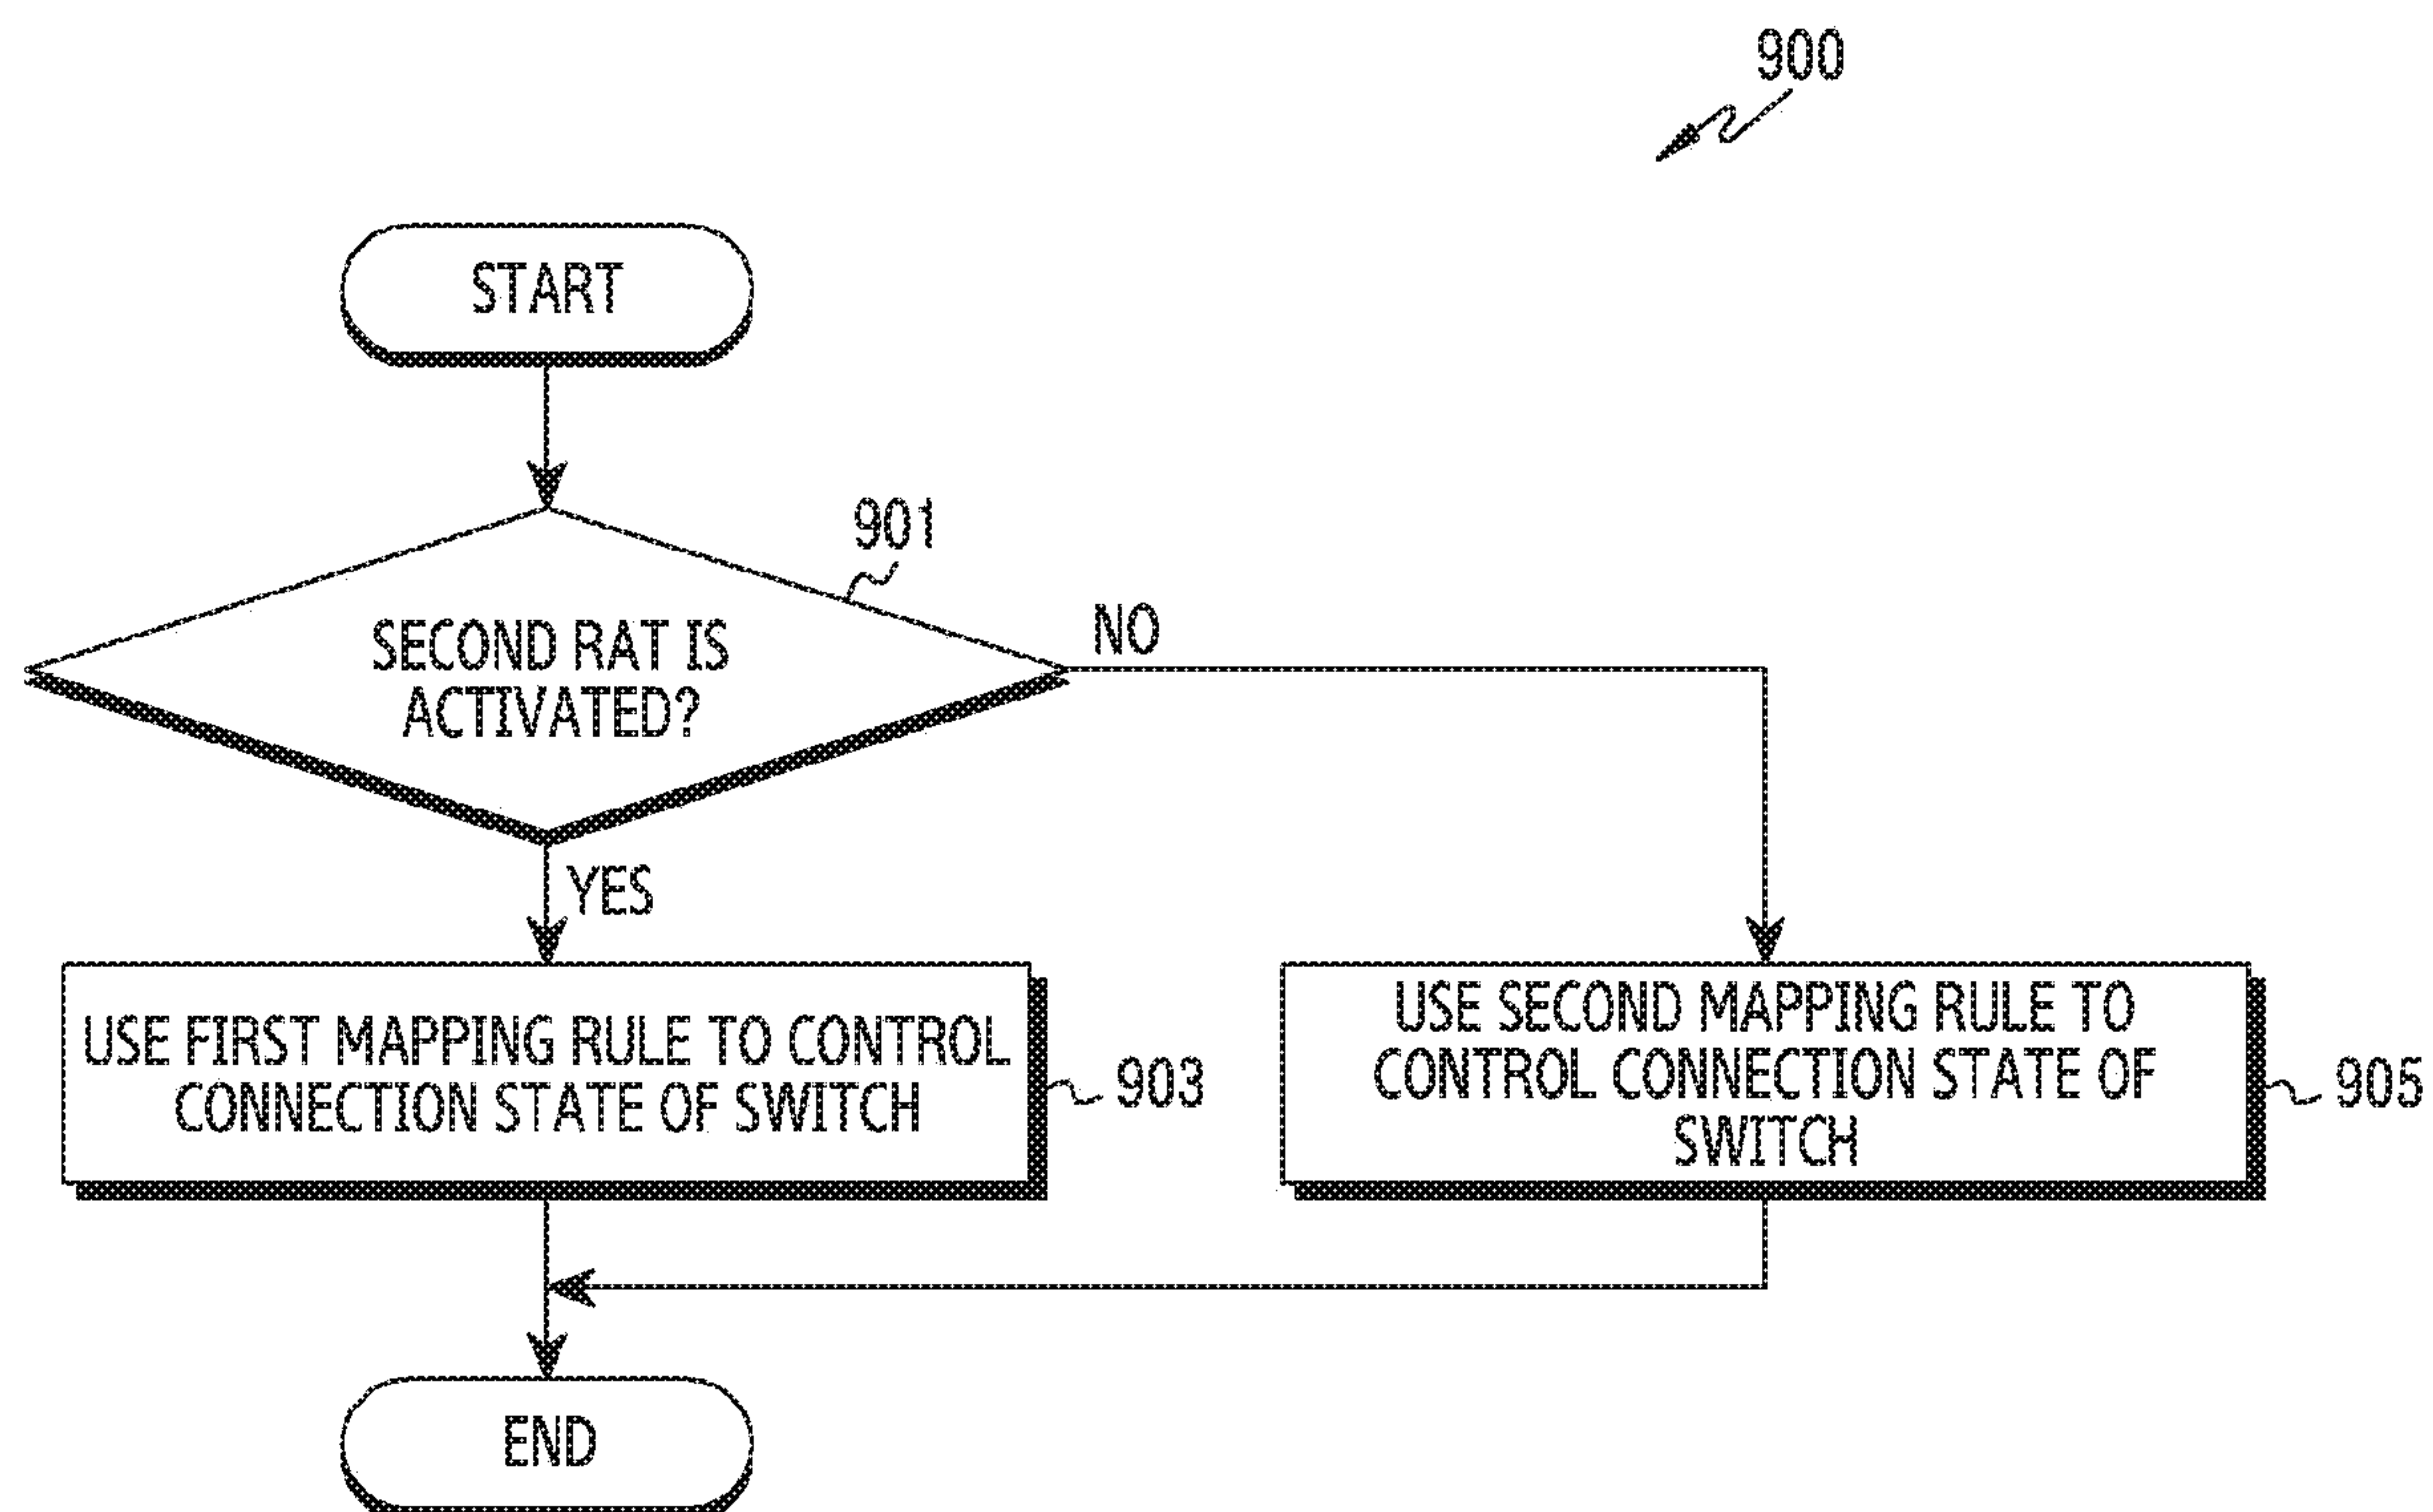 900
START
901
SECOND RAT IS
ACTIVATED?
NO
YES
USE FIRST MAPPING RULE TO CONTROL
CONNECTION STATE OF SWITCH
903
USE SECOND MAPPING RULE TO
CONTROL CONNECTION STATE OF
SWITCH
905
END